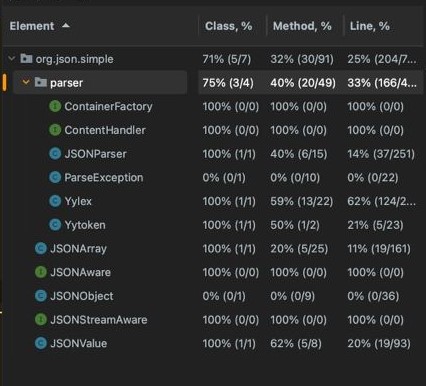 Element Class, % Method, % Line, %
org.json.simple 71% (5/7) 32% (30/91) 25% (204/7...
parser 75% (3/4) 40% (20/49) 33% (166/4...
ContainerFactory 100% (0/0) 100% (0/0) 100% (0/0)
ContentHandler 100% (0/0) 100% (0/0) 100% (0/0)
JSONParser 100% (1/1) 40% (6/15) 14% (37/251)
ParseException 0% (0/1) 0% (0/10) 0% (0/22)
Yylex 100% (1/1) 59% (13/22) 62% (124/2...
Yytoken 100% (1/1) 50% (1/2) 21% (5/23)
JSONArray 100% (1/1) 20% (5/25) 11% (19/161)
JSONAware 100% (0/0) 100% (0/0) 100% (0/0)
JSONObject 0% (0/1) 0% (0/9) 0% (0/36)
JSONStreamAware 100% (0/0) 100% (0/0) 100% (0/0)
JSONValue 100% (1/1) 62% (5/8) 20% (19/93)